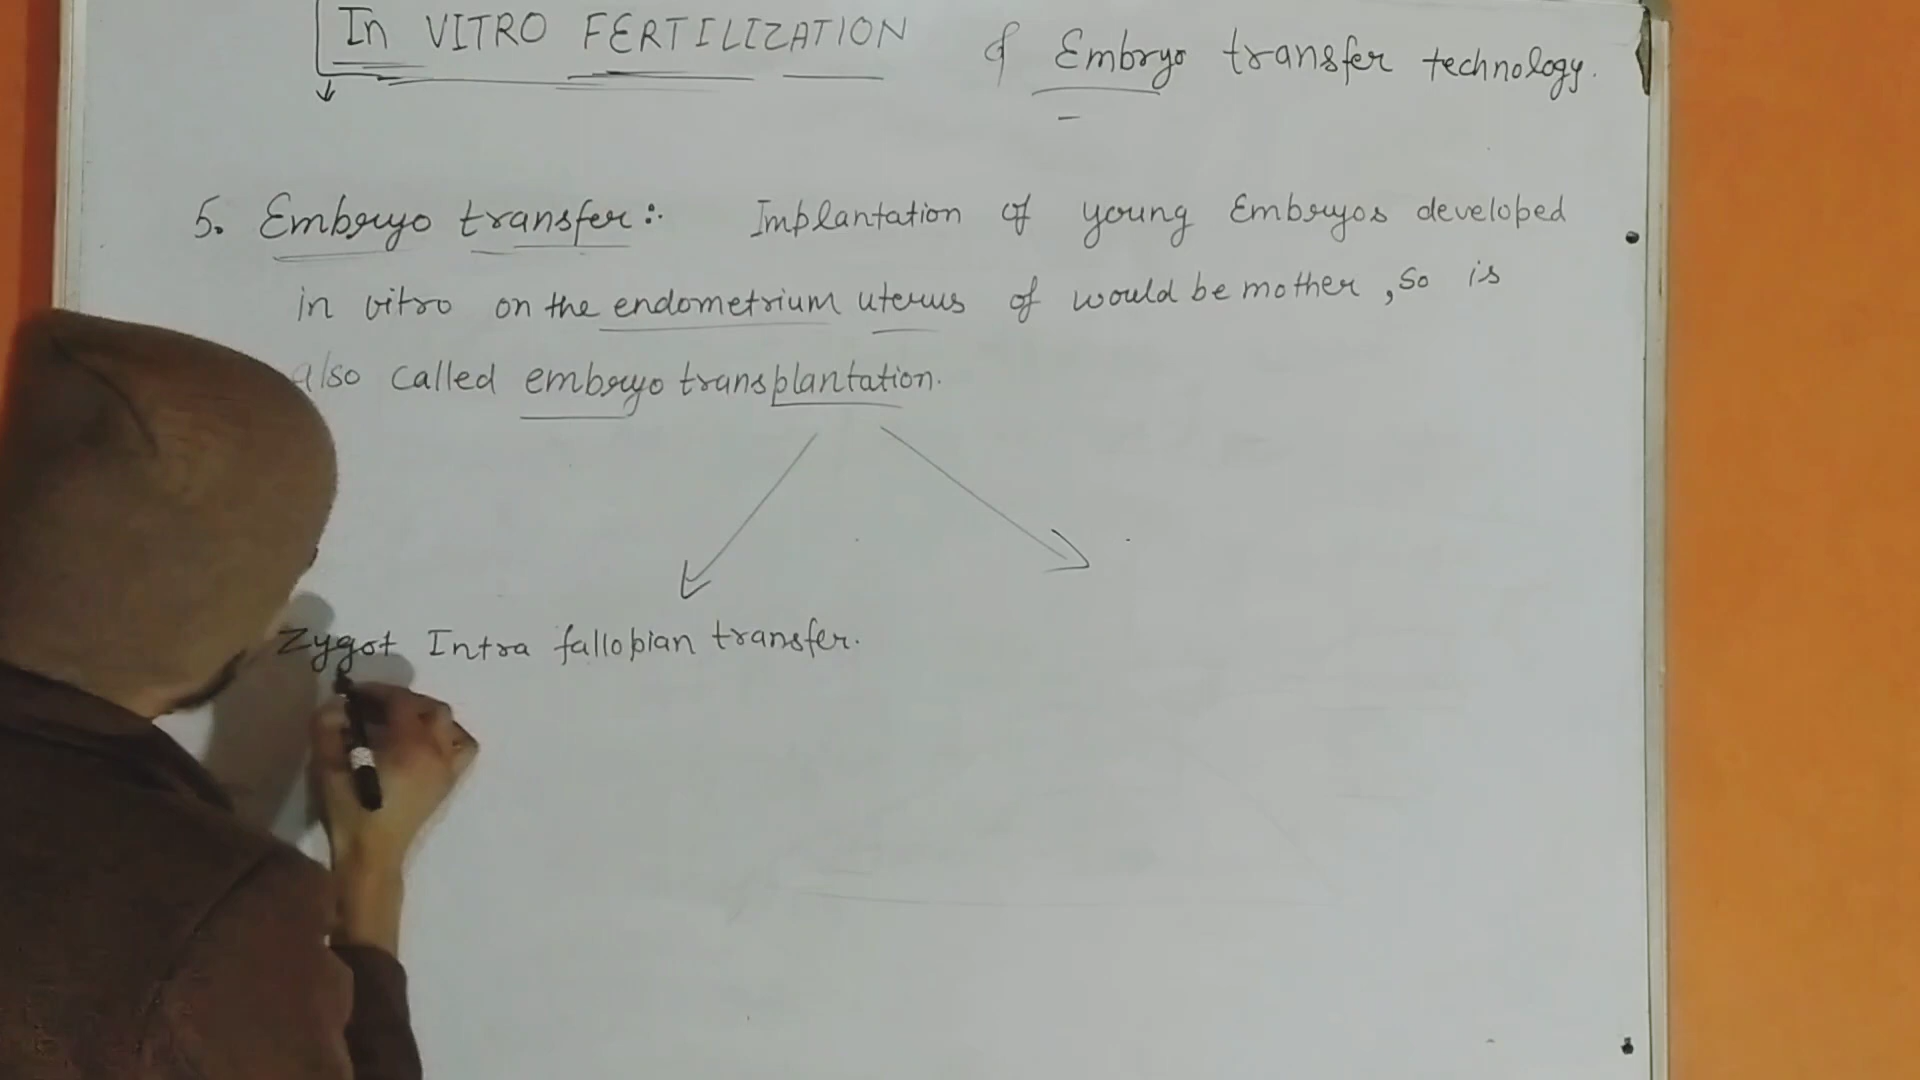 In VITRO FERTILIZATION & Embryo transfer technology.
5. Embryo transfer :- Implantation of young Embryos developed
in vitro on the endometrium uterus of would be mother, so is
also called embryo transplantation.
Zygot Intra fallopian transfer.